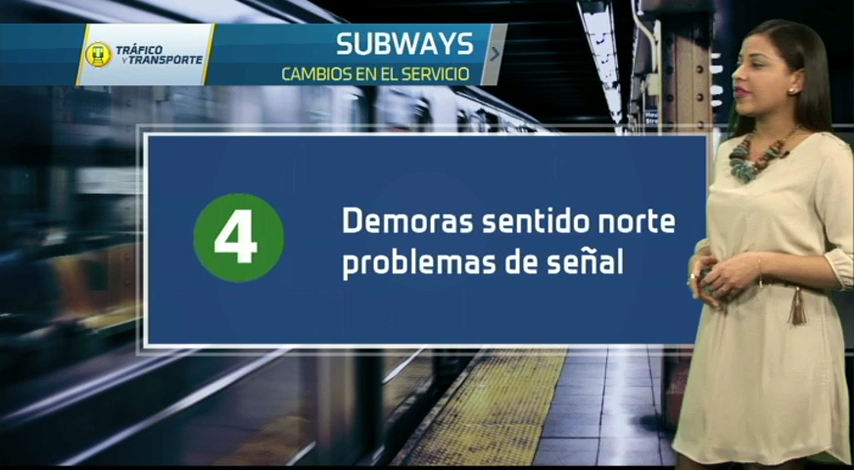 TRÁFICO
Y TRANSPORTE
SUBWAYS
CAMBIOS EN EL SERVICIO
4
Demoras sentido norte
problemas de señal